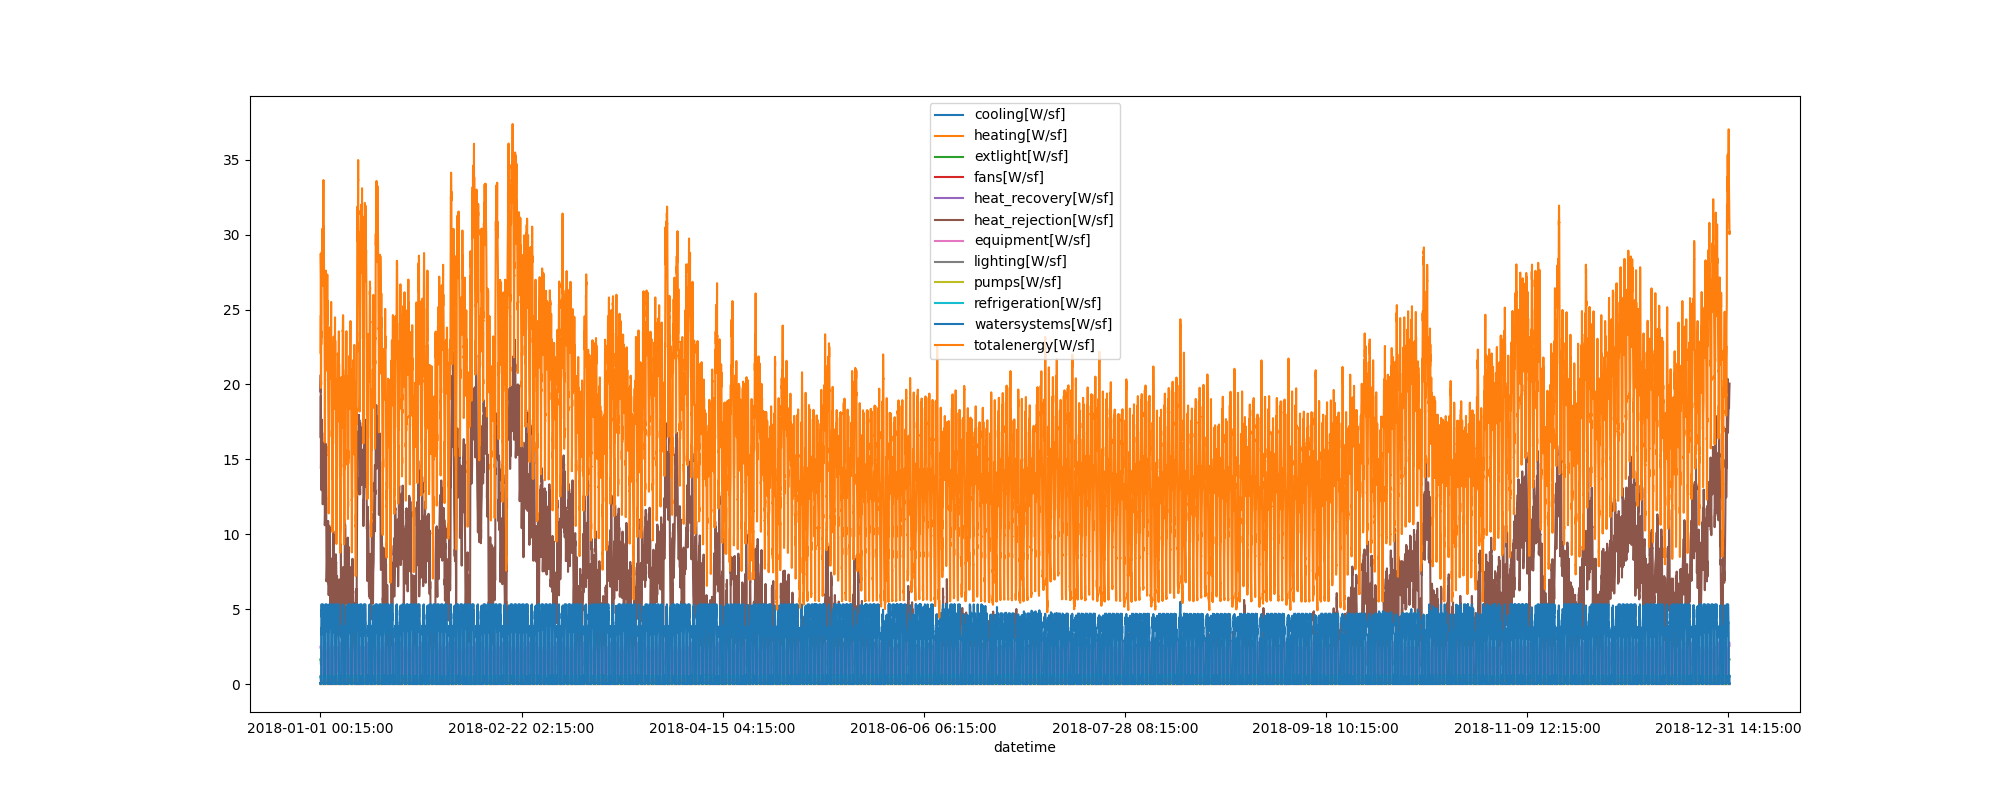 cooling[W/sf]
heating[W/sf]
extlight[W/sf]
fans[W/sf]
heat_recovery[W/sf]
heat_rejection[W/sf]
equipment[W/sf]
lighting[W/sf]
pumps[W/sf]
refrigeration[W/sf]
watersystems[W/sf]
totalenergy[W/sf]
35
30
25
20
15
10
5
0
2018-01-01 00:15:00 2018-02-22 02:15:00 2018-04-15 04:15:00 2018-06-06 06:15:00 2018-07-28 08:15:00 2018-09-18 10:15:00 2018-11-09 12:15:00 2018-12-31 14:15:00
datetime